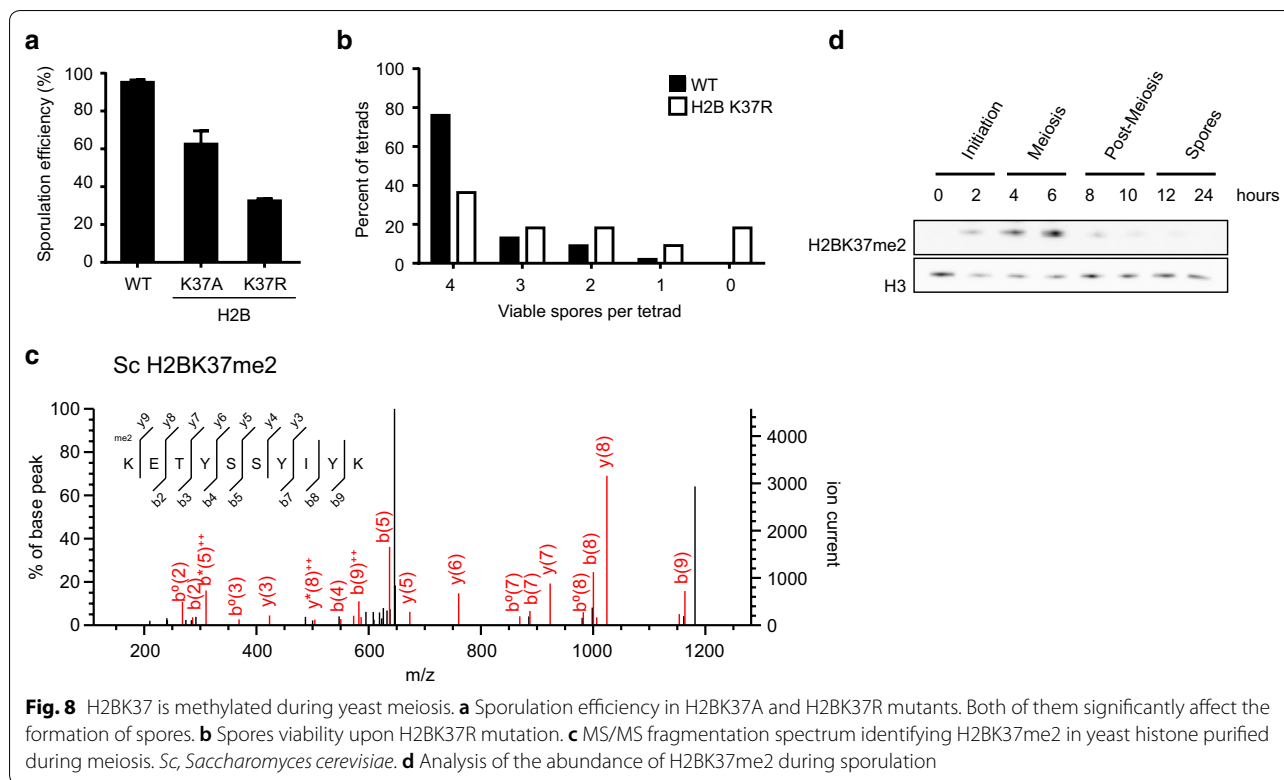 a
Sporulation efficiency (%)
100
80
60
40
20
0
WT K37A K37R
H2B
b
Percent of tetrads
100
80
60
40
20
0
WT
H2B K37R
4 3 2 1 0
Viable spores per tetrad
d
Initiation Meiosis Post-Meiosis Spores
0 2 4 6 8 10 12 24 hours
H2BK37me2
H3
c
Sc H2BK37me2
% of base peak
100
80
60
40
20
0
y9 y8 y7 y6 y5 y4 y3
me2
K E T Y S S Y I Y K
b2 b3 b4 b5 b7 b8 b9
bº(2)
b(2)
b*(5)++
bº(3)
y(3)
y*(8)++
b(4)
b(9)++
b(5)
y(5)
y(6)
bº(7)
b(7)
y(7)
bº(8)
b(8)
y(8)
b(9)
4000
3000
2000
1000
0
ion current
200 400 600 800 1000 1200
m/z
Fig. 8 H2BK37 is methylated during yeast meiosis. a Sporulation efficiency in H2BK37A and H2BK37R mutants. Both of them significantly affect the
formation of spores. b Spores viability upon H2BK37R mutation. c MS/MS fragmentation spectrum identifying H2BK37me2 in yeast histone purified
during meiosis. Sc, Saccharomyces cerevisiae. d Analysis of the abundance of H2BK37me2 during sporulation